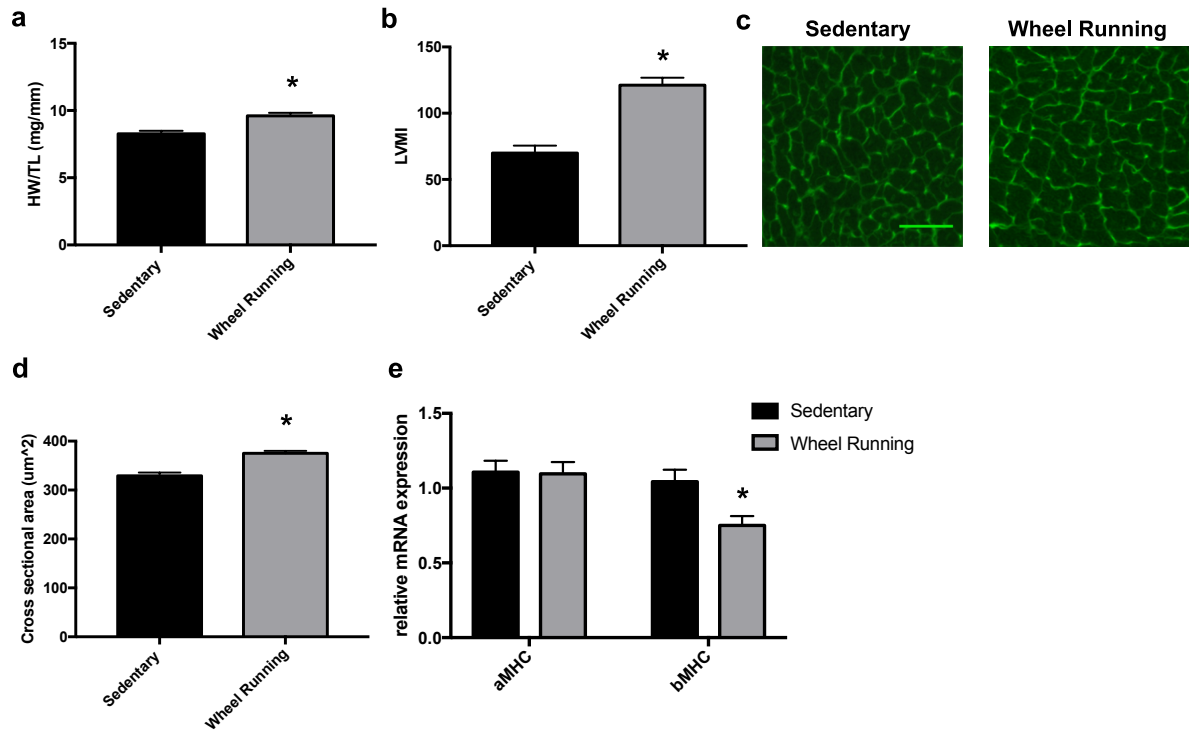 a
15
10
5
0
HW/TL (mg/mm)
*
Sedentary
Wheel Running
b
150
100
50
0
LVMI
*
Sedentary
Wheel Running
c
Sedentary
Wheel Running
d
400
300
200
100
0
Cross sectional area (um^2)
*
Sedentary
Wheel Running
e
1.5
1.0
0.5
0.0
relative mRNA expression
*
aMHC
bMHC
Sedentary
Wheel Running